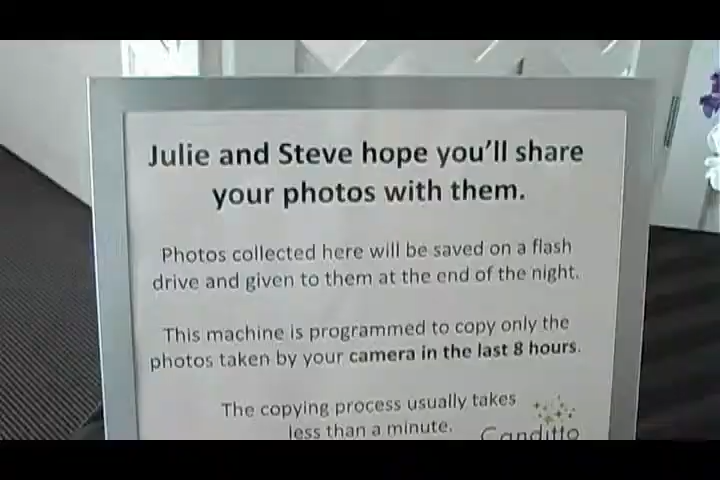 Julie and Steve hope you'll share
your photos with them.
Photos collected here will be saved on a flash
drive and given to them at the end of the night.
This machine is programmed to copy only the
photos taken by your camera in the last 8 hours.
The copying process usually takes
less than a minute.
Canditto